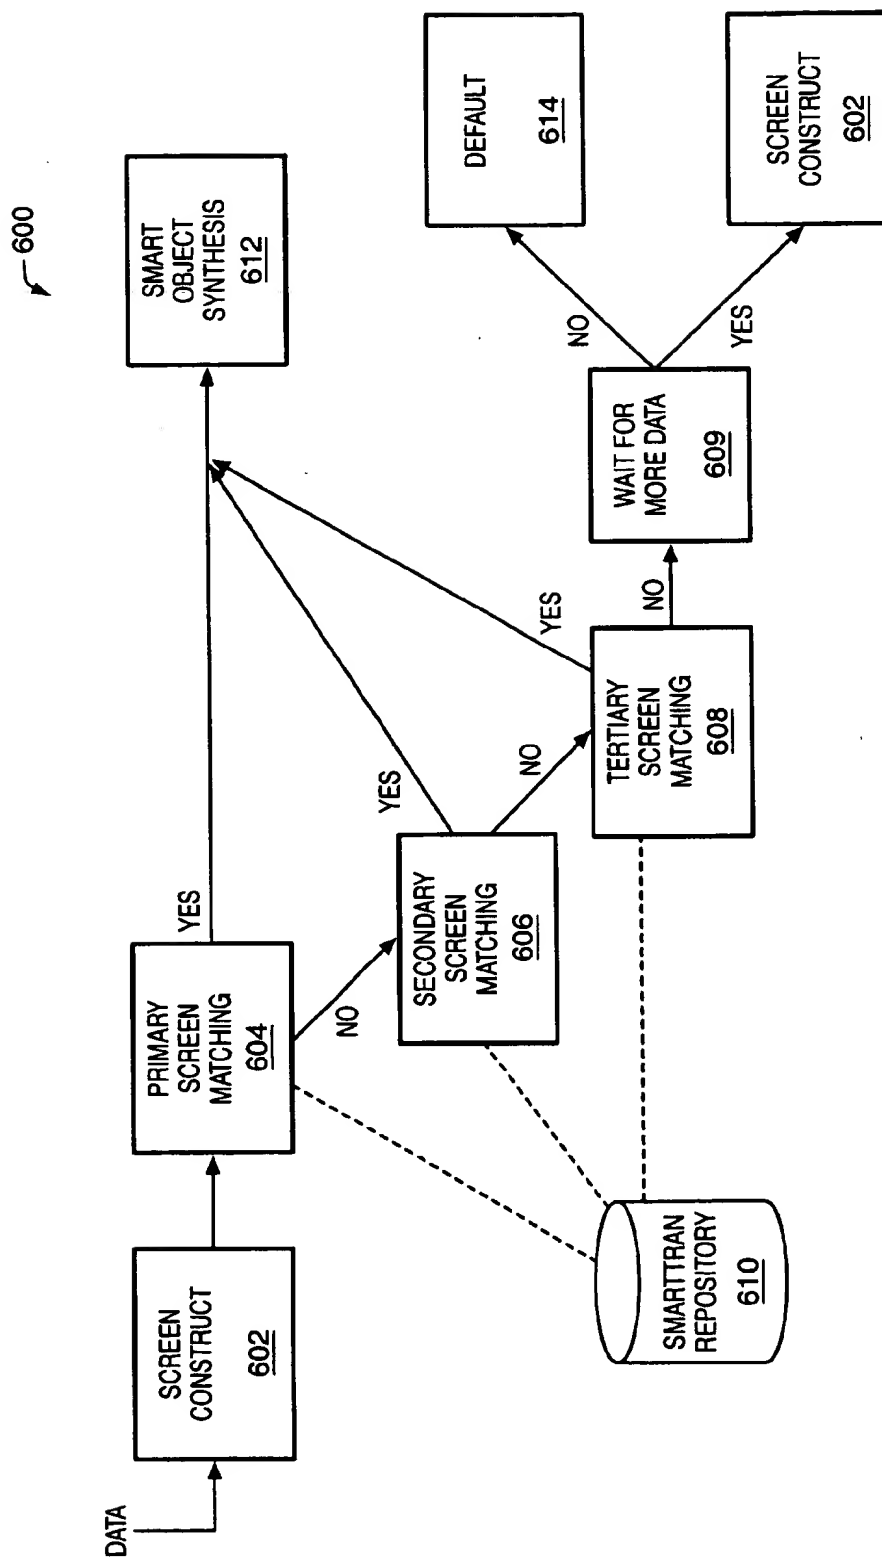 600
DATA
SCREEN
CONSTRUCT
602
PRIMARY
SCREEN
MATCHING
604
YES
NO
SMART
OBJECT
SYNTHESIS
612
SECONDARY
SCREEN
MATCHING
606
YES
NO
TERTIARY
SCREEN
MATCHING
608
YES
NO
WAIT FOR
MORE DATA
609
NO
YES
DEFAULT
614
SCREEN
CONSTRUCT
602
SMARTTRAN
REPOSITORY
610